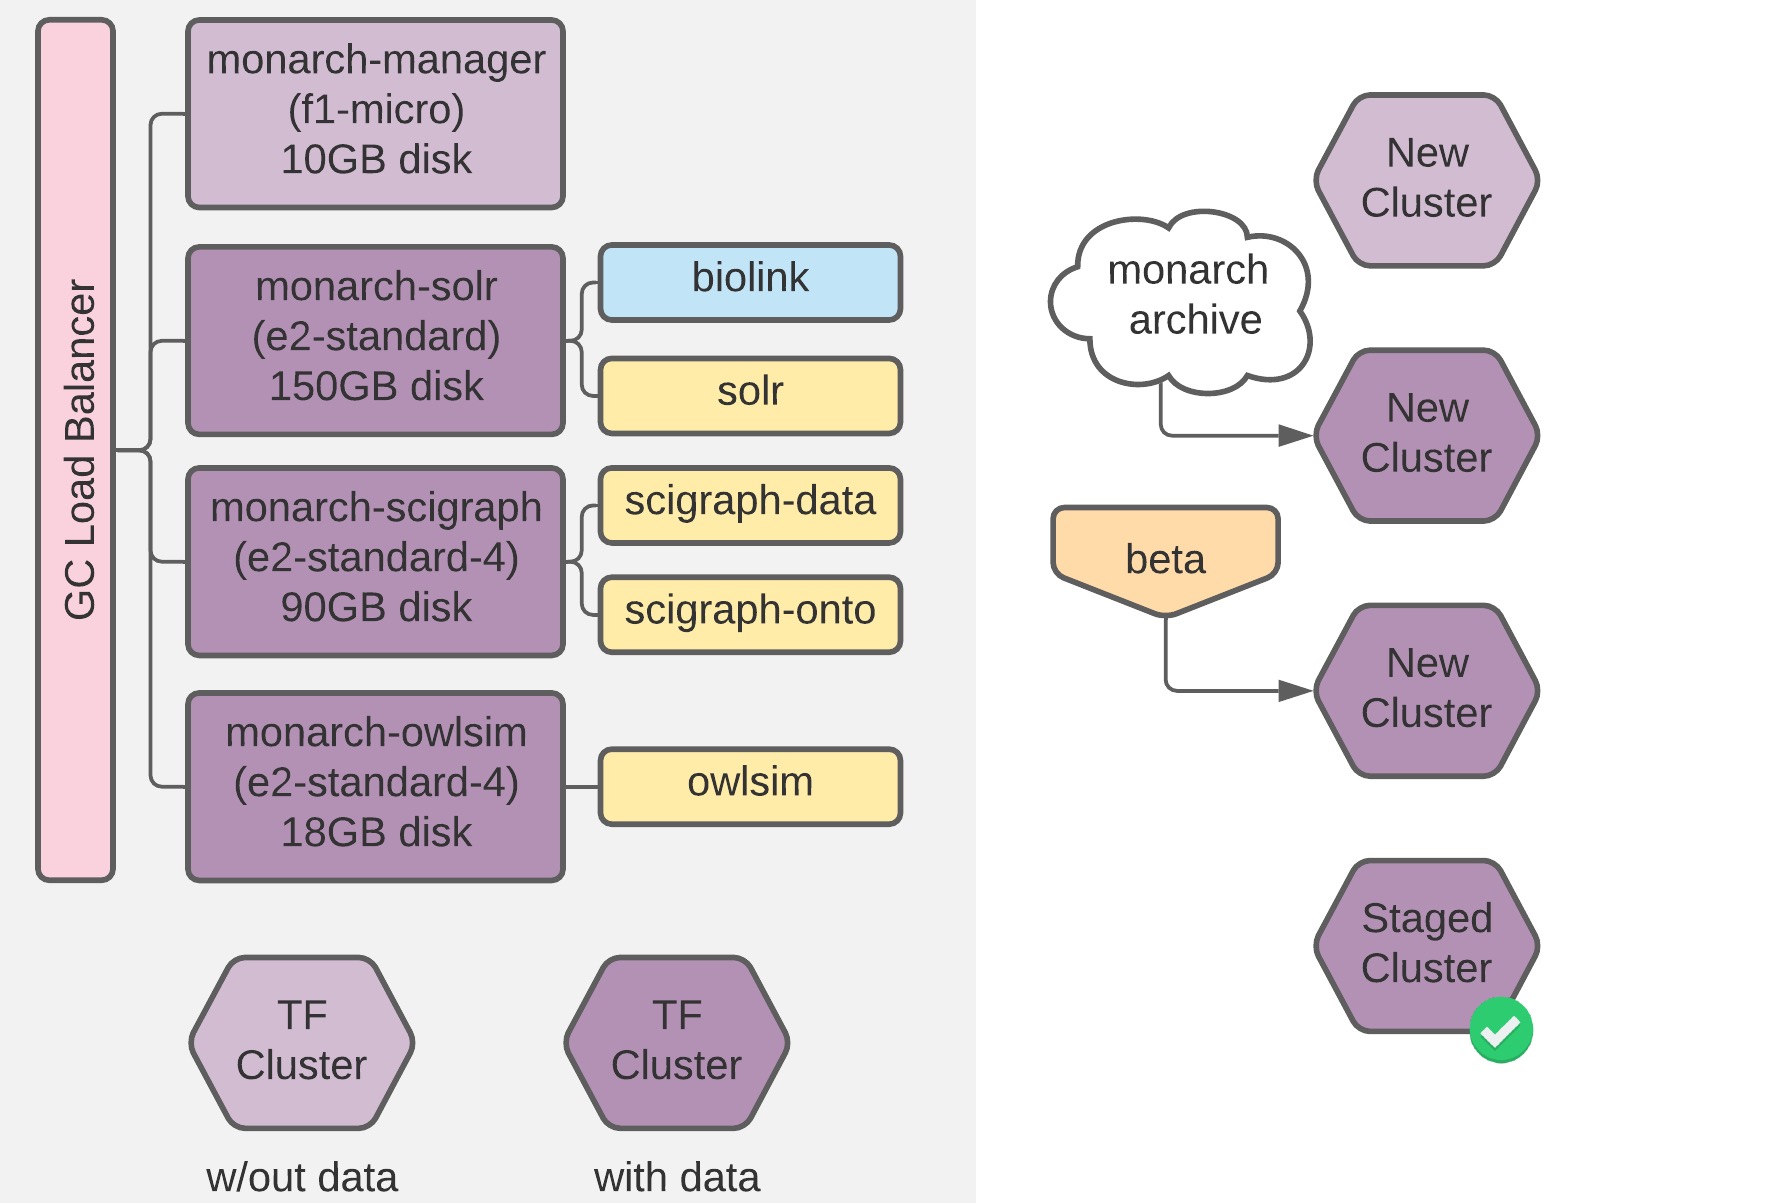 GC Load Balancer
monarch-manager
(f1-micro)
10GB disk
monarch-solr
(e2-standard)
150GB disk
biolink
solr
monarch-scigraph
(e2-standard-4)
90GB disk
scigraph-data
scigraph-onto
monarch-owlsim
(e2-standard-4)
18GB disk
owlsim
TF
Cluster
w/out data
TF
Cluster
with data
New
Cluster
monarch
archive
New
Cluster
beta
New
Cluster
Staged
Cluster